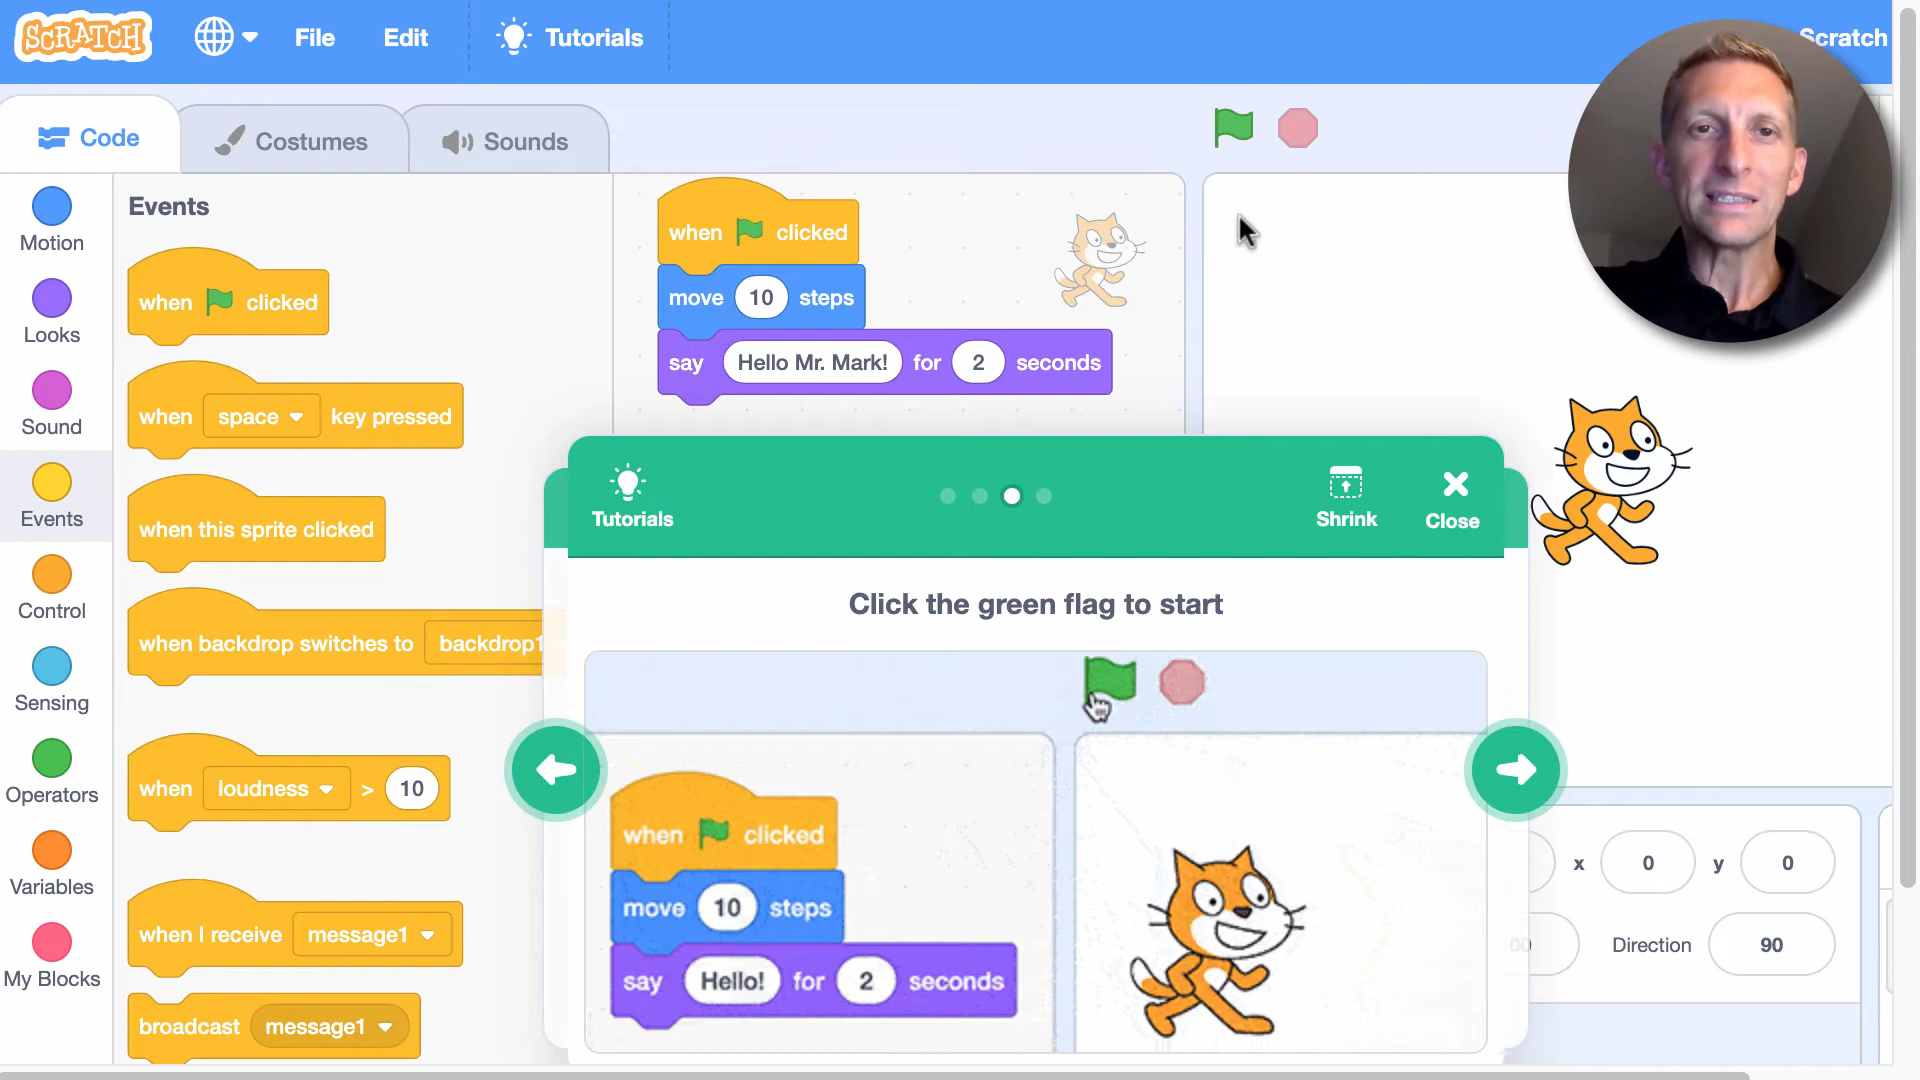 SCRATCH
File
Edit
Tutorials
Scratch
Code
Costumes
Sounds
Motion
Looks
Sound
Events
Control
Sensing
Operators
Variables
My Blocks
Events
when clicked
when space key pressed
when this sprite clicked
when backdrop switches to backdrop1
when loudness > 10
when I receive message1
broadcast message1
when clicked
move 10 steps
say Hello Mr. Mark! for 2 seconds
Tutorials
Shrink
Close
Click the green flag to start
when clicked
move 10 steps
say Hello! for 2 seconds
x 0 y 0
Direction 90